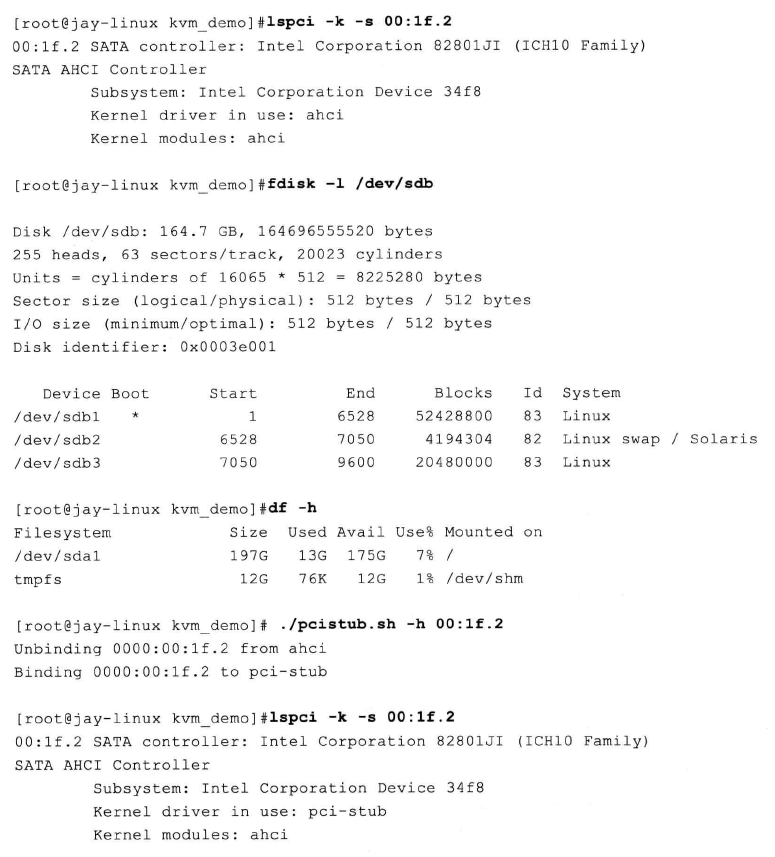 [root@jay-linux kvm_demo]#lspci -k -s 00:1f.2
00:1f.2 SATA controller: Intel Corporation 82801JI (ICH10 Family)
SATA AHCI Controller
Subsystem: Intel Corporation Device 34f8
Kernel driver in use: ahci
Kernel modules: ahci
[root@jay-linux kvm_demo]#fdisk -l /dev/sdb
Disk /dev/sdb: 164.7 GB, 164696555520 bytes
255 heads, 63 sectors/track, 20023 cylinders
Units = cylinders of 16065 * 512 = 8225280 bytes
Sector size (logical/physical): 512 bytes / 512 bytes
I/O size (minimum/optimal): 512 bytes / 512 bytes
Disk identifier: 0x0003e001
Device Boot Start End Blocks Id System
/dev/sdb1 * 1 6528 52428800 83 Linux
/dev/sdb2 6528 7050 4194304 82 Linux swap / Solaris
/dev/sdb3 7050 9600 20480000 83 Linux
[root@jay-linux kvm_demo]#df -h
Filesystem Size Used Avail Use% Mounted on
/dev/sda1 197G 13G 175G 7% /
tmpfs 12G 76K 12G 1% /dev/shm
[root@jay-linux kvm_demo]# ./pcistub.sh -h 00:1f.2
Unbinding 0000:00:1f.2 from ahci
Binding 0000:00:1f.2 to pci-stub
[root@jay-linux kvm_demo]#lspci -k -s 00:1f.2
00:1f.2 SATA controller: Intel Corporation 82801JI (ICH10 Family)
SATA AHCI Controller
Subsystem: Intel Corporation Device 34f8
Kernel driver in use: pci-stub
Kernel modules: ahci